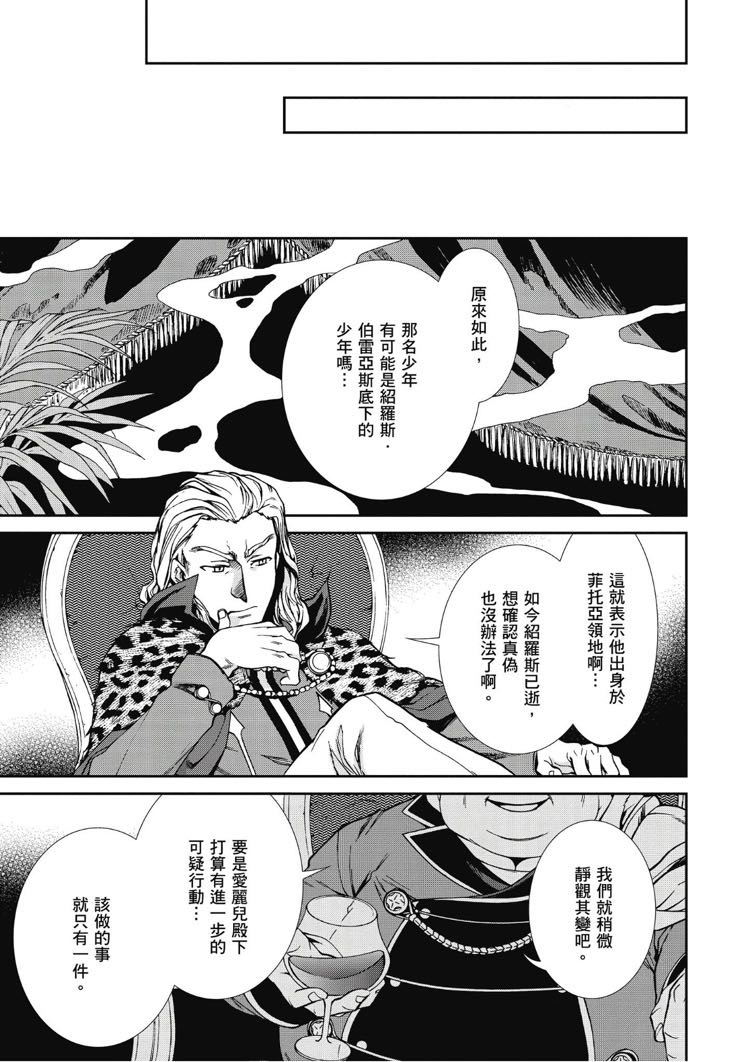 原來如此，
那名少年
有可能是紹羅斯．
伯雷亞斯底下的
少年嗎…
這就表示他出身於
菲托亞領地啊…
如今紹羅斯已逝，
想確認真偽
也沒辦法了啊。
我們就稍微
靜觀其變吧。
要是愛麗兒殿下
打算有進一步的
可疑行動…
該做的事
就只有一件。